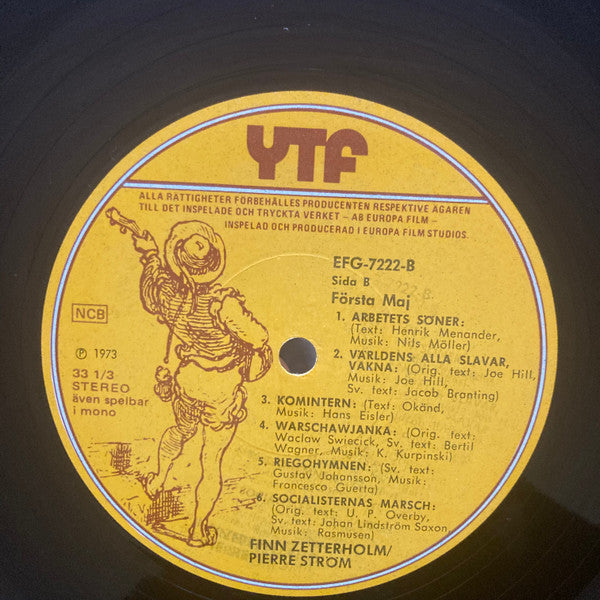 YTF
ALLA RÄTTIGHETER FÖRBEHÅLLES PRODUCENTEN RESPEKTIVE ÄGAREN
TILL DET INSPELADE OCH TRYCKTA VERKET – AB EUROPA FILM –
INSPELAD OCH PRODUCERAD I EUROPA FILM STUDIOS.
EFG-7222-B
Sida B
Första Maj
NCB
℗ 1973
33 1/3
STEREO
även spelbar
i mono
1. ARBETETS SÖNER:
(Text: Henrik Menander,
Musik: Nils Möller)
2. VÄRLDENS ALLA SLAVAR,
VAKNA: (Orig. text: Joe Hill,
Musik: Joe Hill,
Sv. text: Jacob Branting)
3. KOMINTERN: (Text: Okänd,
Musik: Hans Eisler)
4. WARSCHAWJANKA: (Orig. text:
Waclaw Swiecick, Sv. text: Bertil
Wagner, Musik: K. Kurpinski)
5. RIEGOHYMNEN: (Sv. text:
Gustav Johansson, Musik:
Francesco Guerta)
6. SOCIALISTERNAS MARSCH:
(Orig. text: U. P. Overby,
Sv. text: Johan Lindström Saxon,
Musik: Rasmusen)
FINN ZETTERHOLM/
PIERRE STRÖM